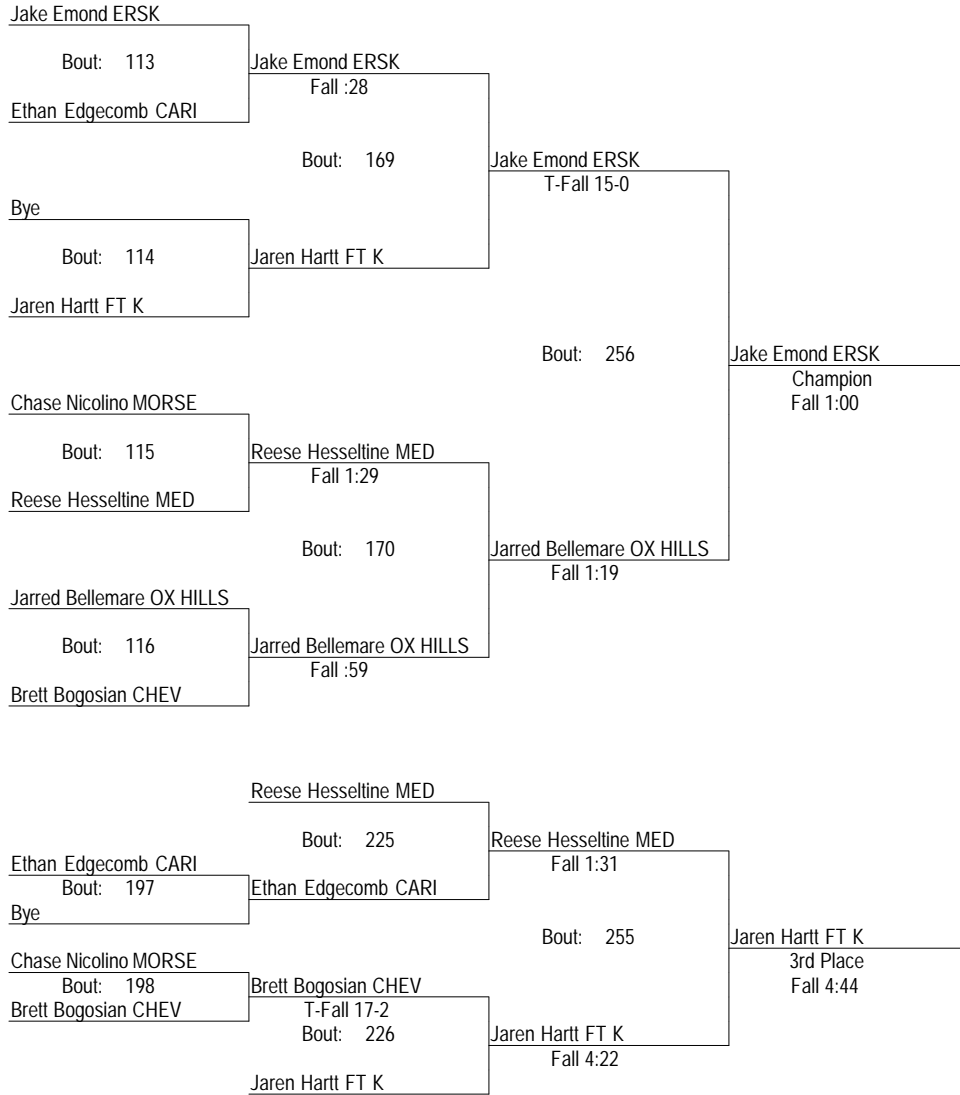 Jake Emond ERSK
Bout: 113 Jake Emond ERSK
Fall :28
Ethan Edgecomb CARI
Bout: 169 Jake Emond ERSK
T-Fall 15-0
Bye
Bout: 114 Jaren Hartt FT K
Jaren Hartt FT K
Bout: 256 Jake Emond ERSK
Champion
Fall 1:00
Chase Nicolino MORSE
Bout: 115 Reese Hesseltine MED
Fall 1:29
Reese Hesseltine MED
Bout: 170 Jarred Bellemare OX HILLS
Fall 1:19
Jarred Bellemare OX HILLS
Bout: 116 Jarred Bellemare OX HILLS
Fall :59
Brett Bogosian CHEV
Reese Hesseltine MED
Bout: 225 Reese Hesseltine MED
Fall 1:31
Ethan Edgecomb CARI
Bout: 197 Ethan Edgecomb CARI
Bye
Bout: 255 Jaren Hartt FT K
3rd Place
Fall 4:44
Chase Nicolino MORSE
Bout: 198 Brett Bogosian CHEV
Brett Bogosian CHEV T-Fall 17-2
Bout: 226 Jaren Hartt FT K
Fall 4:22
Jaren Hartt FT K